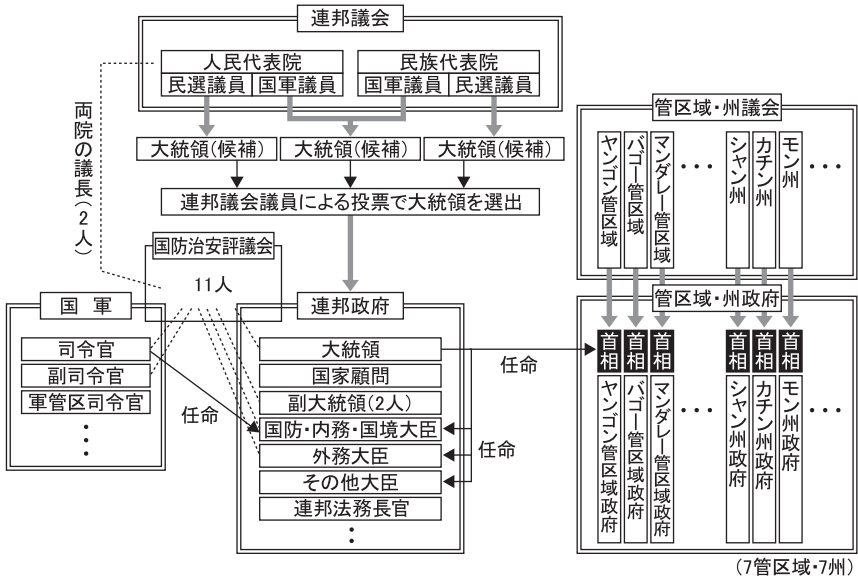 連邦議会
人民代表院
民選議員
国軍議員
民族代表院
国軍議員
民選議員
両院の議長(2人)
大統領(候補)
大統領(候補)
大統領(候補)
連邦議会議員による投票で大統領を選出
国防治安評議会
11人
国軍
司令官
副司令官
軍管区司令官
⋮
任命
連邦政府
大統領
国家顧問
副大統領(2人)
国防・内務・国境大臣
外務大臣
その他大臣
連邦法務長官
⋮
任命
任命
管区域・州議会
ヤンゴン管区域
バゴー管区域
マンダレー管区域
・・・
シャン州
カチン州
モン州
・・・
管区域・州政府
首相
首相
首相
首相
首相
首相
ヤンゴン管区域政府
バゴー管区域政府
マンダレー管区域政府
・・・
シャン州政府
カチン州政府
モン州政府
・・・
(7管区域・7州)